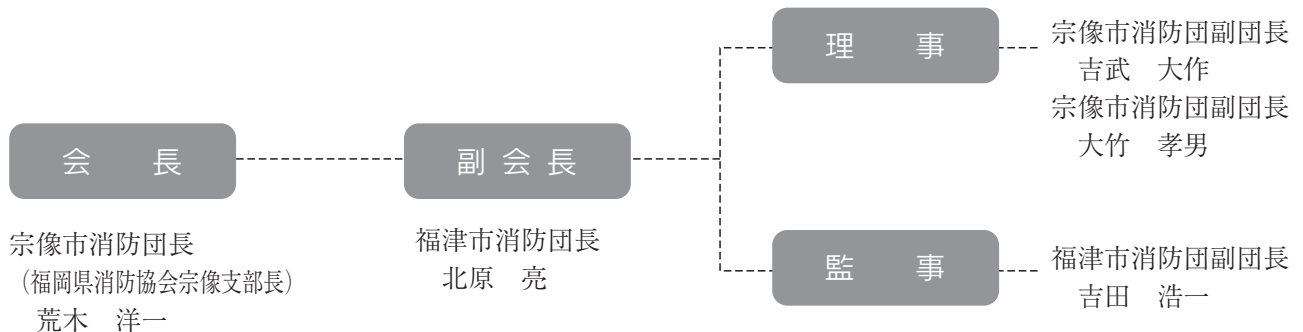 会　長
宗像市消防団長
（福岡県消防協会宗像支部長）
荒木　洋一
副会長
福津市消防団長
北原　亮
理　事
宗像市消防団副団長
吉武　大作
宗像市消防団副団長
大竹　孝男
監　事
福津市消防団副団長
吉田　浩一